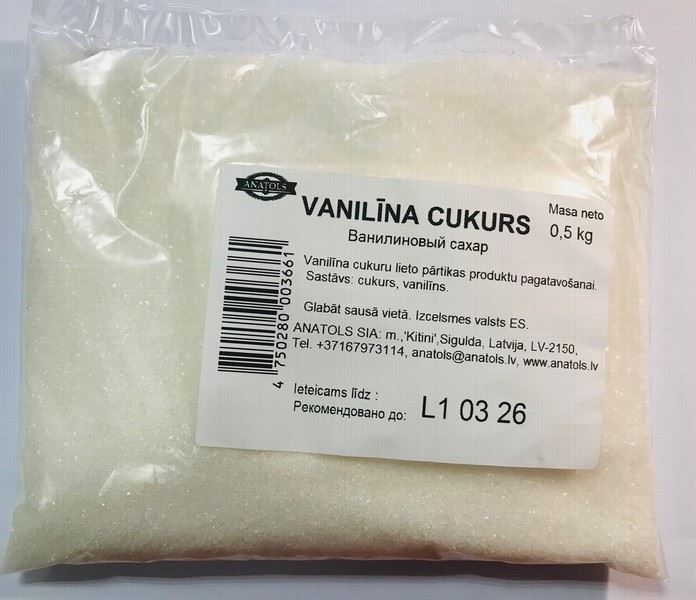 ANATOLS
VANILĪNA CUKURS
Masa neto
0,5 kg
Ванилиновый сахар
Vanilīna cukuru lieto pārtikas produktu pagatavošanai.
Sastāvs: cukurs, vanilīns.
Glabāt sausā vietā. Izcelsmes valsts ES.
ANATOLS SIA: m.,'Kitini',Sigulda, Latvija, LV-2150,
Tel. +37167973114, anatols@anatols.lv, www.anatols.lv
4 750280 003661
Ieteicams līdz :
Рекомендовано до:
L1 03 26